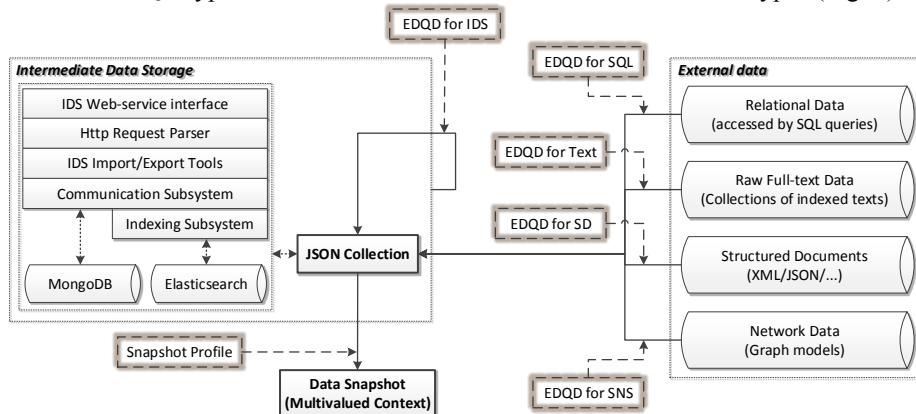 EDQD for IDS
Intermediate Data Storage
IDS Web-service interface
Http Request Parser
IDS Import/Export Tools
Communication Subsystem
Indexing Subsystem
MongoDB
Elasticsearch
JSON Collection
Snapshot Profile
Data Snapshot
(Multivalued Context)
EDQD for SQL
EDQD for Text
EDQD for SD
EDQD for SNS
External data
Relational Data
(accessed by SQL queries)
Raw Full-text Data
(Collections of indexed texts)
Structured Documents
(XML/JSON/...)
Network Data
(Graph models)